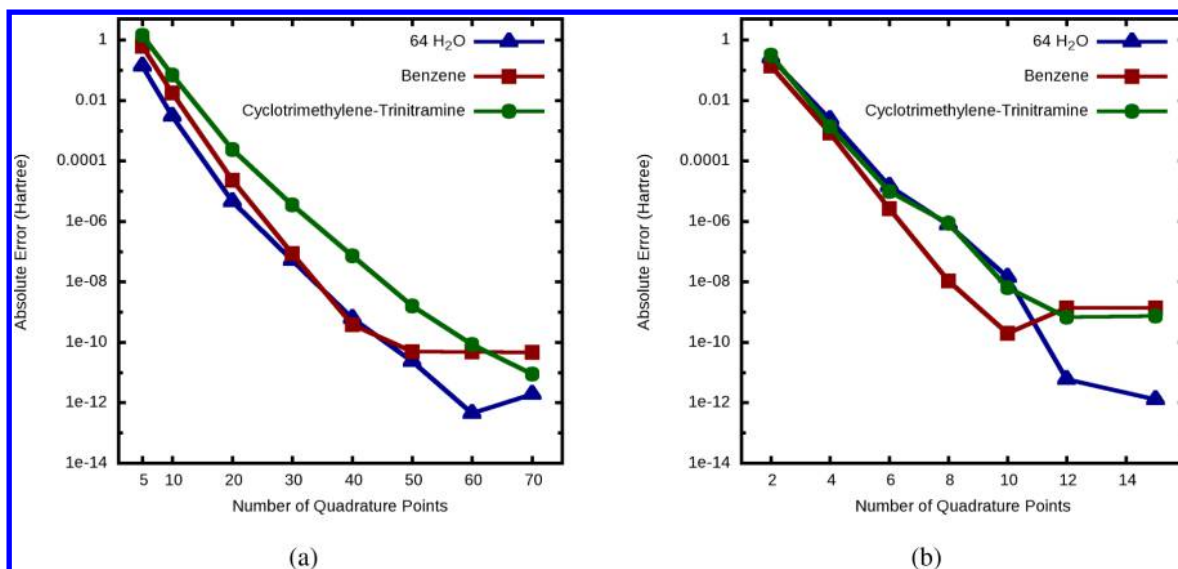 1
0.01
0.0001
1e-06
1e-08
1e-10
1e-12
1e-14
Absolute Error (Hartree)
64 H₂O
Benzene
Cyclotrimethylene-Trinitramine
5 10 20 30 40 50 60 70
Number of Quadrature Points
(a)
1
0.01
0.0001
1e-06
1e-08
1e-10
1e-12
1e-14
Absolute Error (Hartree)
64 H₂O
Benzene
Cyclotrimethylene-Trinitramine
2 4 6 8 10 12 14
Number of Quadrature Points
(b)